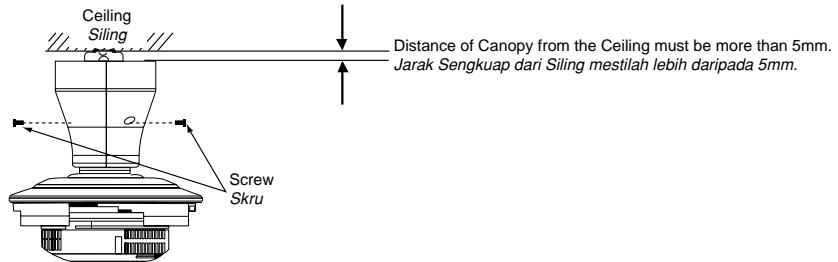 Ceiling
Siling
Distance of Canopy from the Ceiling must be more than 5mm.
Jarak Sengkuap dari Siling mestilah lebih daripada 5mm.
Screw
Skru